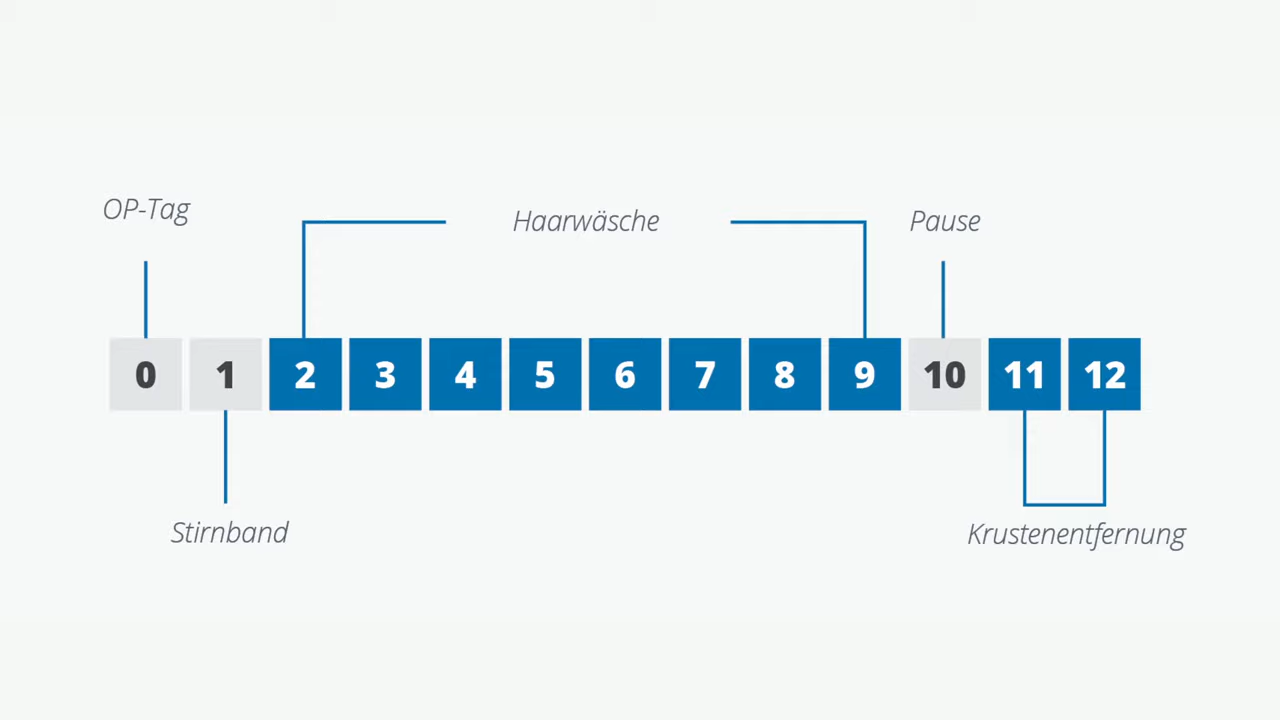 OP-Tag
Haarwäsche
Pause
0 1 2 3 4 5 6 7 8 9 10 11 12
Stirnband
Krustenentfernung